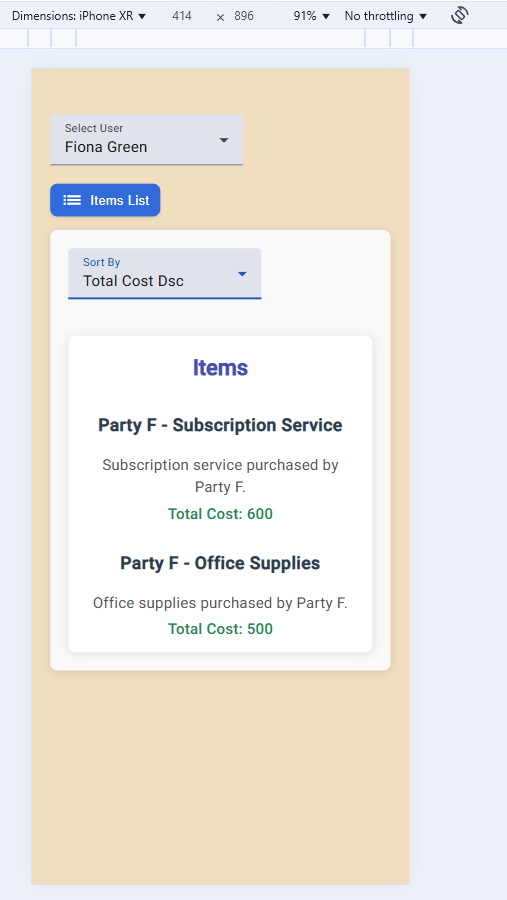 Dimensions: iPhone XR ▼ 414 × 896 91% ▼ No throttling ▼
Select User
Fiona Green
Items List
Sort By
Total Cost Dsc
Items
Party F - Subscription Service
Subscription service purchased by
Party F.
Total Cost: 600
Party F - Office Supplies
Office supplies purchased by Party F.
Total Cost: 500